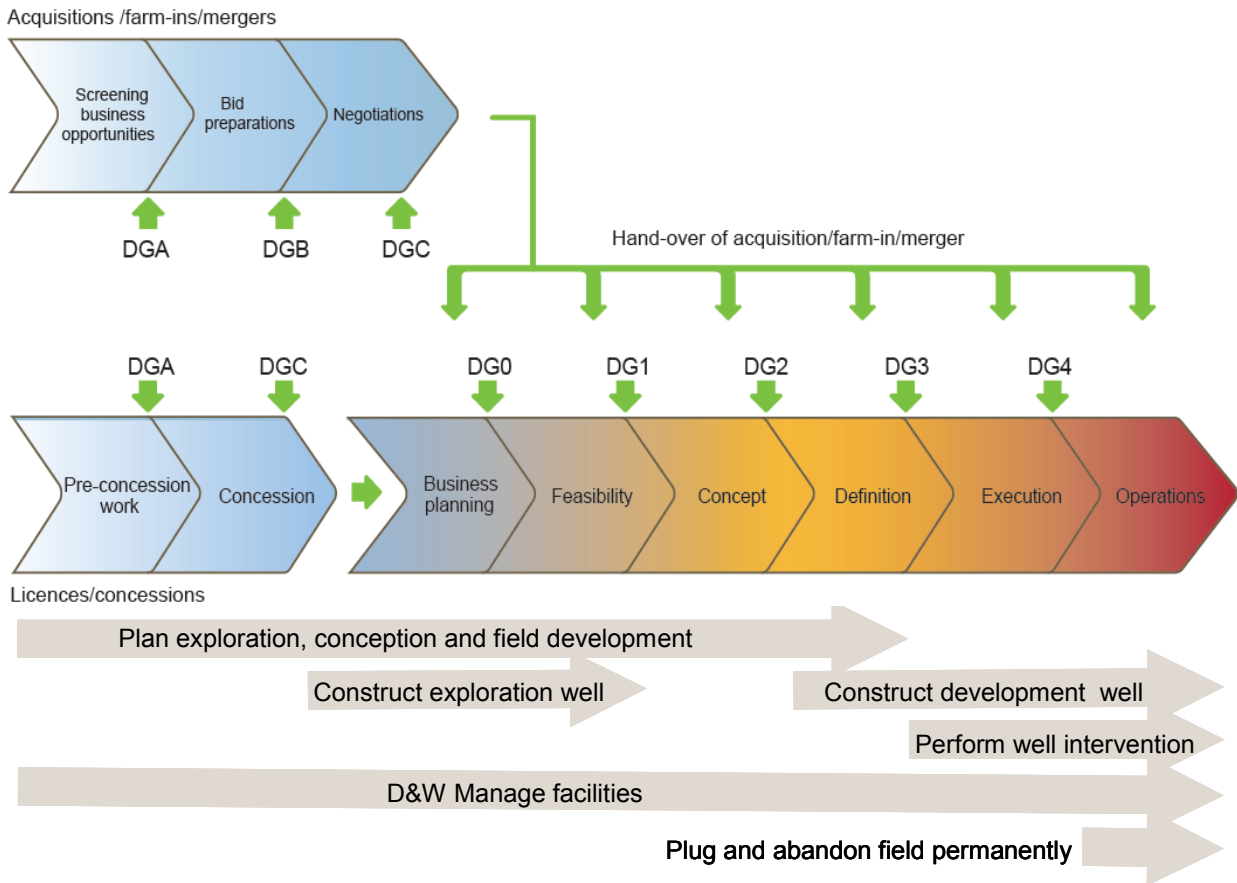 Acquisitions /farm-ins/mergers
Screening
business
opportunities
Bid
preparations
Negotiations
DGA
DGB
DGC
Hand-over of acquisition/farm-in/merger
DGA
DGC
DG0
DG1
DG2
DG3
DG4
Pre-concession
work
Concession
Business
planning
Feasibility
Concept
Definition
Execution
Operations
Licences/concessions
Plan exploration, conception and field development
Construct exploration well
Construct development well
Perform well intervention
D&W Manage facilities
Plug and abandon field permanently